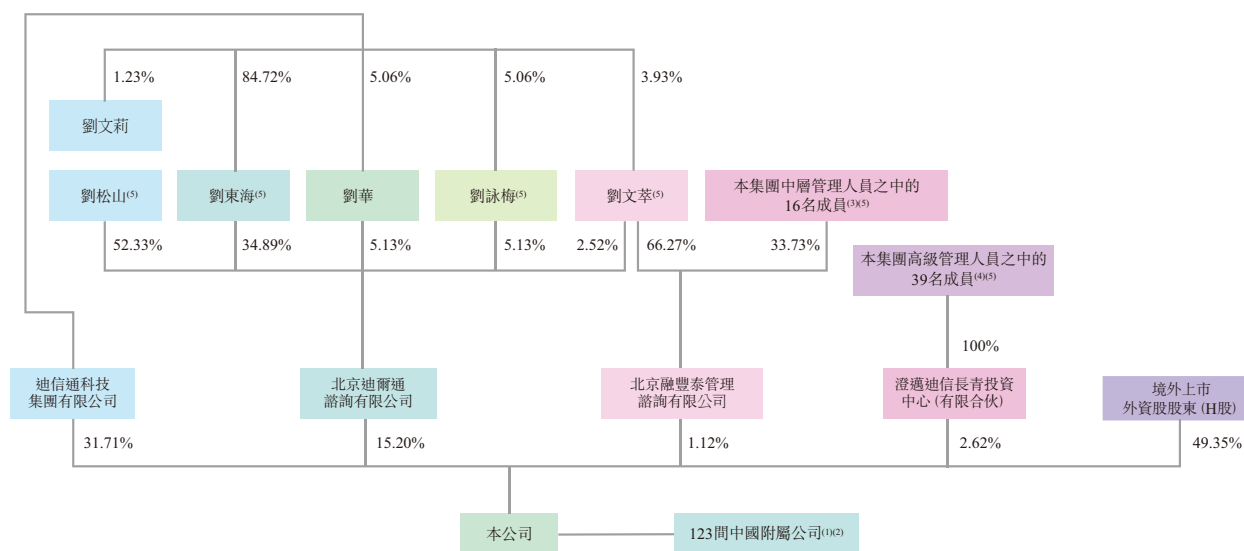 1.23%
84.72%
5.06%
5.06%
3.93%
劉文莉
劉松山(5)
劉東海(5)
劉華
劉詠梅(5)
劉文萃(5)
本集團中層管理人員之中的
16名成員(3)(5)
52.33%
34.89%
5.13%
5.13%
2.52%
66.27%
33.73%
本集團高級管理人員之中的
39名成員(4)(5)
100%
迪信通科技
集團有限公司
北京迪爾通
諮詢有限公司
北京融豐泰管理
諮詢有限公司
澄邁迪信長青投資
中心 (有限合伙)
境外上市
外資股股東 (H股)
31.71%
15.20%
1.12%
2.62%
49.35%
本公司
123間中國附屬公司(1)(2)